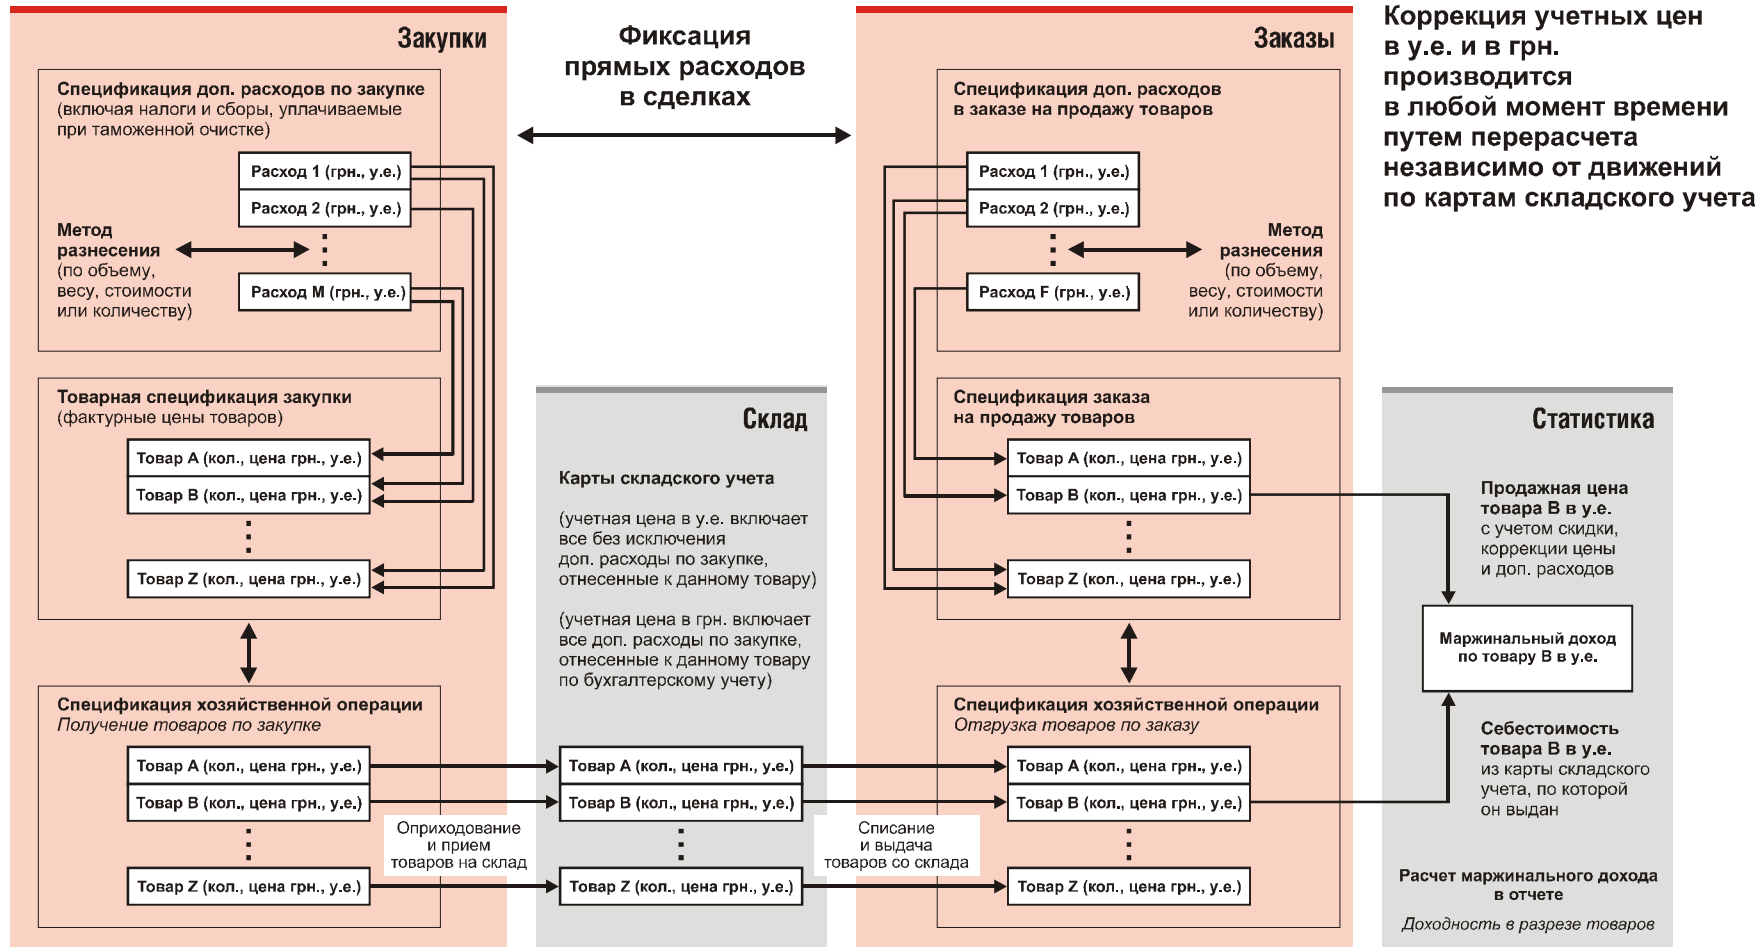 Закупки
Спецификация доп. расходов по закупке
(включая налоги и сборы, уплачиваемые
при таможенной очистке)
Расход 1 (грн., у.е.)
Расход 2 (грн., у.е.)
Метод
разнесения
(по объему,
весу, стоимости
или количеству)
Расход M (грн., у.е.)
Товарная спецификация закупки
(фактурные цены товаров)
Товар A (кол., цена грн., у.е.)
Товар B (кол., цена грн., у.е.)
Товар Z (кол., цена грн., у.е.)
Спецификация хозяйственной операции
Получение товаров по закупке
Товар A (кол., цена грн., у.е.)
Товар B (кол., цена грн., у.е.)
Товар Z (кол., цена грн., у.е.)
Оприходование
и прием
товаров на склад
Фиксация
прямых расходов
в сделках
Склад
Карты складского учета
(учетная цена в у.е. включает
все без исключения
доп. расходы по закупке,
отнесенные к данному товару)
(учетная цена в грн. включает
все доп. расходы по закупке,
отнесенные к данному товару
по бухгалтерскому учету)
Товар A (кол., цена грн., у.е.)
Товар B (кол., цена грн., у.е.)
Товар Z (кол., цена грн., у.е.)
Списание
и выдача
товаров со склада
Заказы
Спецификация доп. расходов
в заказе на продажу товаров
Расход 1 (грн., у.е.)
Расход 2 (грн., у.е.)
Метод
разнесения
(по объему,
весу, стоимости
или количеству)
Расход F (грн., у.е.)
Спецификация заказа
на продажу товаров
Товар A (кол., цена грн., у.е.)
Товар B (кол., цена грн., у.е.)
Товар Z (кол., цена грн., у.е.)
Спецификация хозяйственной операции
Отгрузка товаров по заказу
Товар A (кол., цена грн., у.е.)
Товар B (кол., цена грн., у.е.)
Товар Z (кол., цена грн., у.е.)
Коррекция учетных цен
в у.е. и в грн.
производится
в любой момент времени
путем перерасчета
независимо от движений
по картам складского учета
Статистика
Продажная цена
товара B в у.е.
с учетом скидки,
коррекции цены
и доп. расходов
Маржинальный доход
по товару B в у.е.
Себестоимость
товара B в у.е.
из карты складского
учета, по которой
он выдан
Расчет маржинального дохода
в отчете
Доходность в разрезе товаров